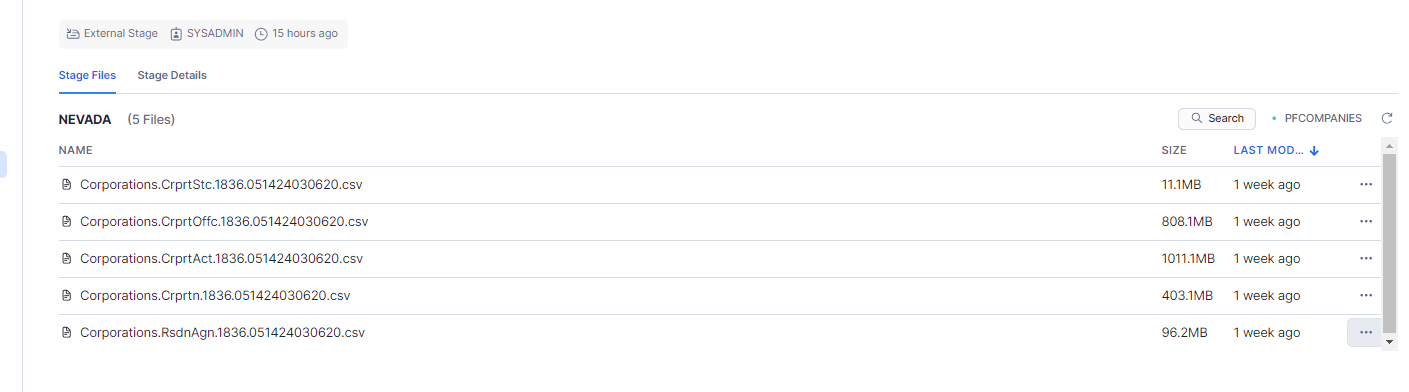 External Stage SYSADMIN 15 hours ago
Stage Files Stage Details
NEVADA (5 Files) Search PFCOMPANIES
NAME SIZE LAST MOD...
Corporations.CrprtStc.1836.051424030620.csv 11.1MB 1 week ago
Corporations.CrprtOffc.1836.051424030620.csv 808.1MB 1 week ago
Corporations.CrprtAct.1836.051424030620.csv 1011.1MB 1 week ago
Corporations.Crprtn.1836.051424030620.csv 403.1MB 1 week ago
Corporations.RsdnAgn.1836.051424030620.csv 96.2MB 1 week ago